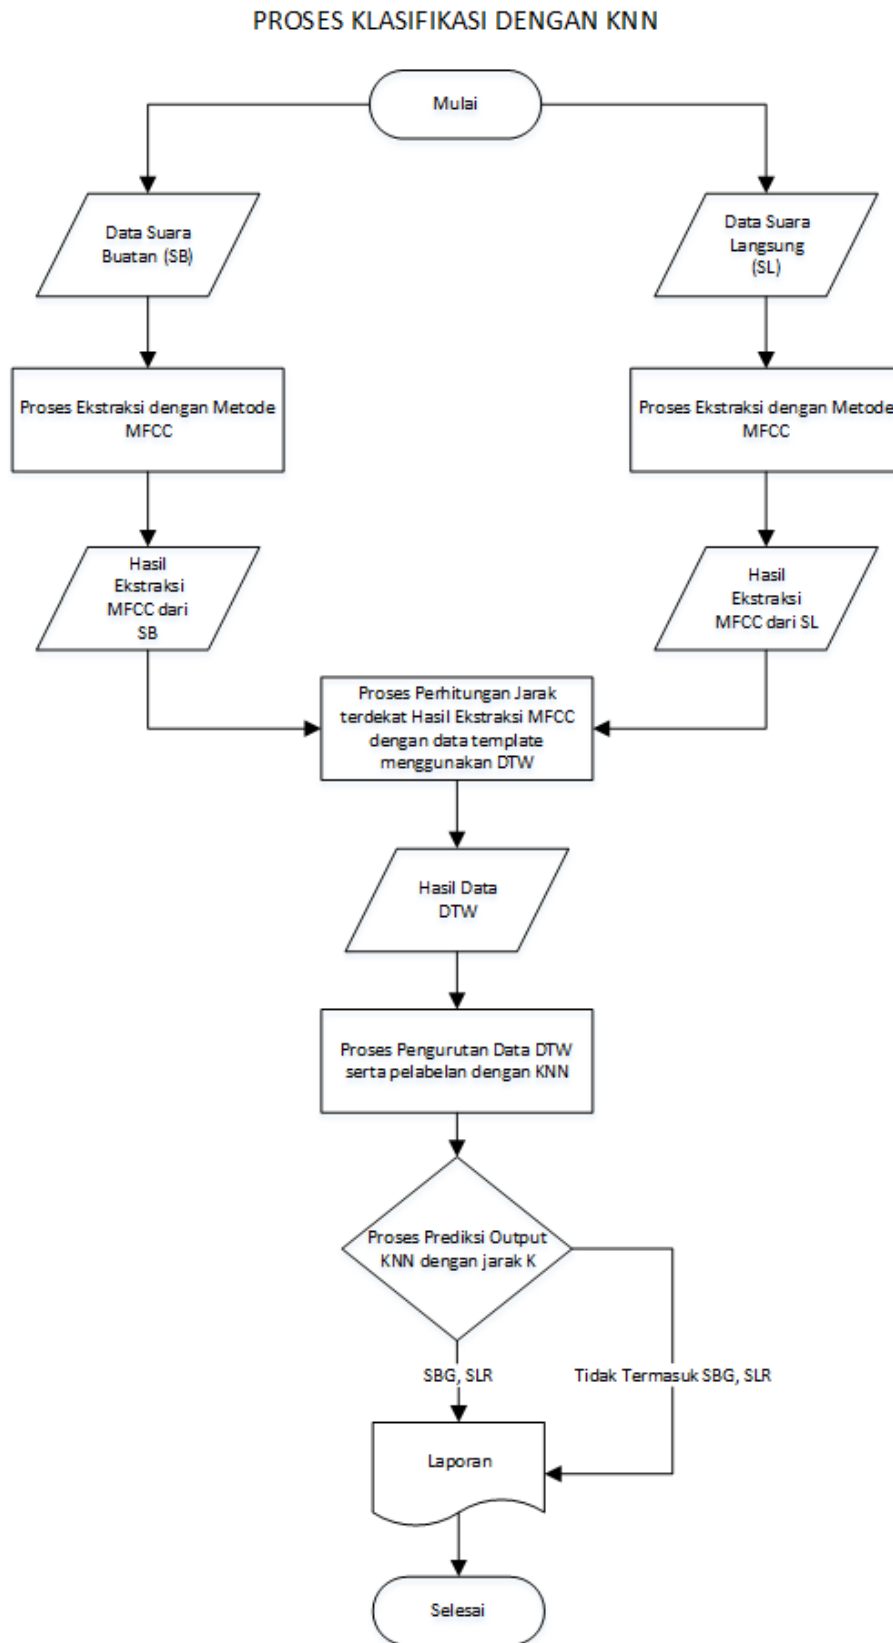 PROSES KLASIFIKASI DENGAN KNN
Mulai
Data Suara
Buatan (SB)
Data Suara
Langsung
(SL)
Proses Ekstraksi dengan Metode
MFCC
Proses Ekstraksi dengan Metode
MFCC
Hasil
Ekstraksi
MFCC dari
SB
Hasil
Ekstraksi
MFCC dari SL
Proses Perhitungan Jarak
terdekat Hasil Ekstraksi MFCC
dengan data template
menggunakan DTW
Hasil Data
DTW
Proses Pengurutan Data DTW
serta pelabelan dengan KNN
Proses Prediksi Output
KNN dengan jarak K
SBG, SLR
Tidak Termasuk SBG, SLR
Laporan
Selesai